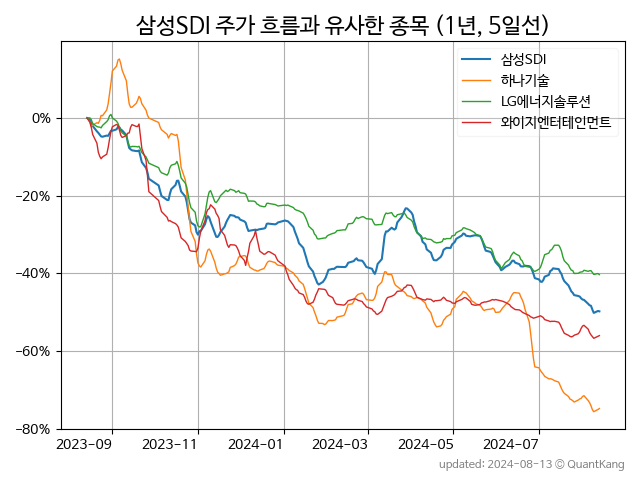 삼성SDI 주가 흐름과 유사한 종목 (1년, 5일선)
삼성SDI
하나기술
LG에너지솔루션
와이지엔터테인먼트
0%
−20%
−40%
−60%
−80%
2023-09 2023-11 2024-01 2024-03 2024-05 2024-07
updated: 2024-08-13 © QuantKang